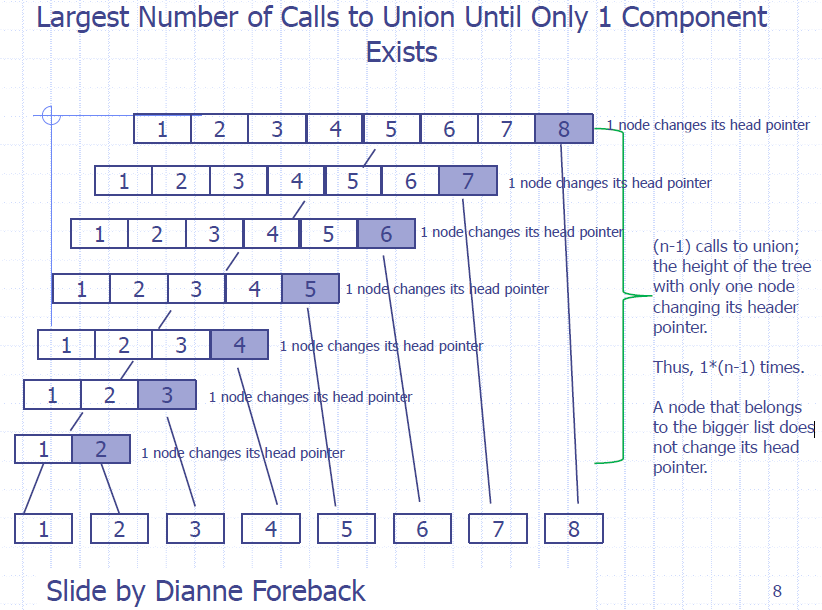 Largest Number of Calls to Union Until Only 1 Component
Exists
1 2 3 4 5 6 7 8 1 node changes its head pointer
1 2 3 4 5 6 7 1 node changes its head pointer
1 2 3 4 5 6 1 node changes its head pointer
1 2 3 4 5 1 node changes its head pointer
1 2 3 4 1 node changes its head pointer
1 2 3 1 node changes its head pointer
1 2 1 node changes its head pointer
1 2 3 4 5 6 7 8
(n-1) calls to union;
the height of the tree
with only one node
changing its header
pointer.
Thus, 1*(n-1) times.
A node that belongs
to the bigger list does
not change its head
pointer.
Slide by Dianne Foreback
8